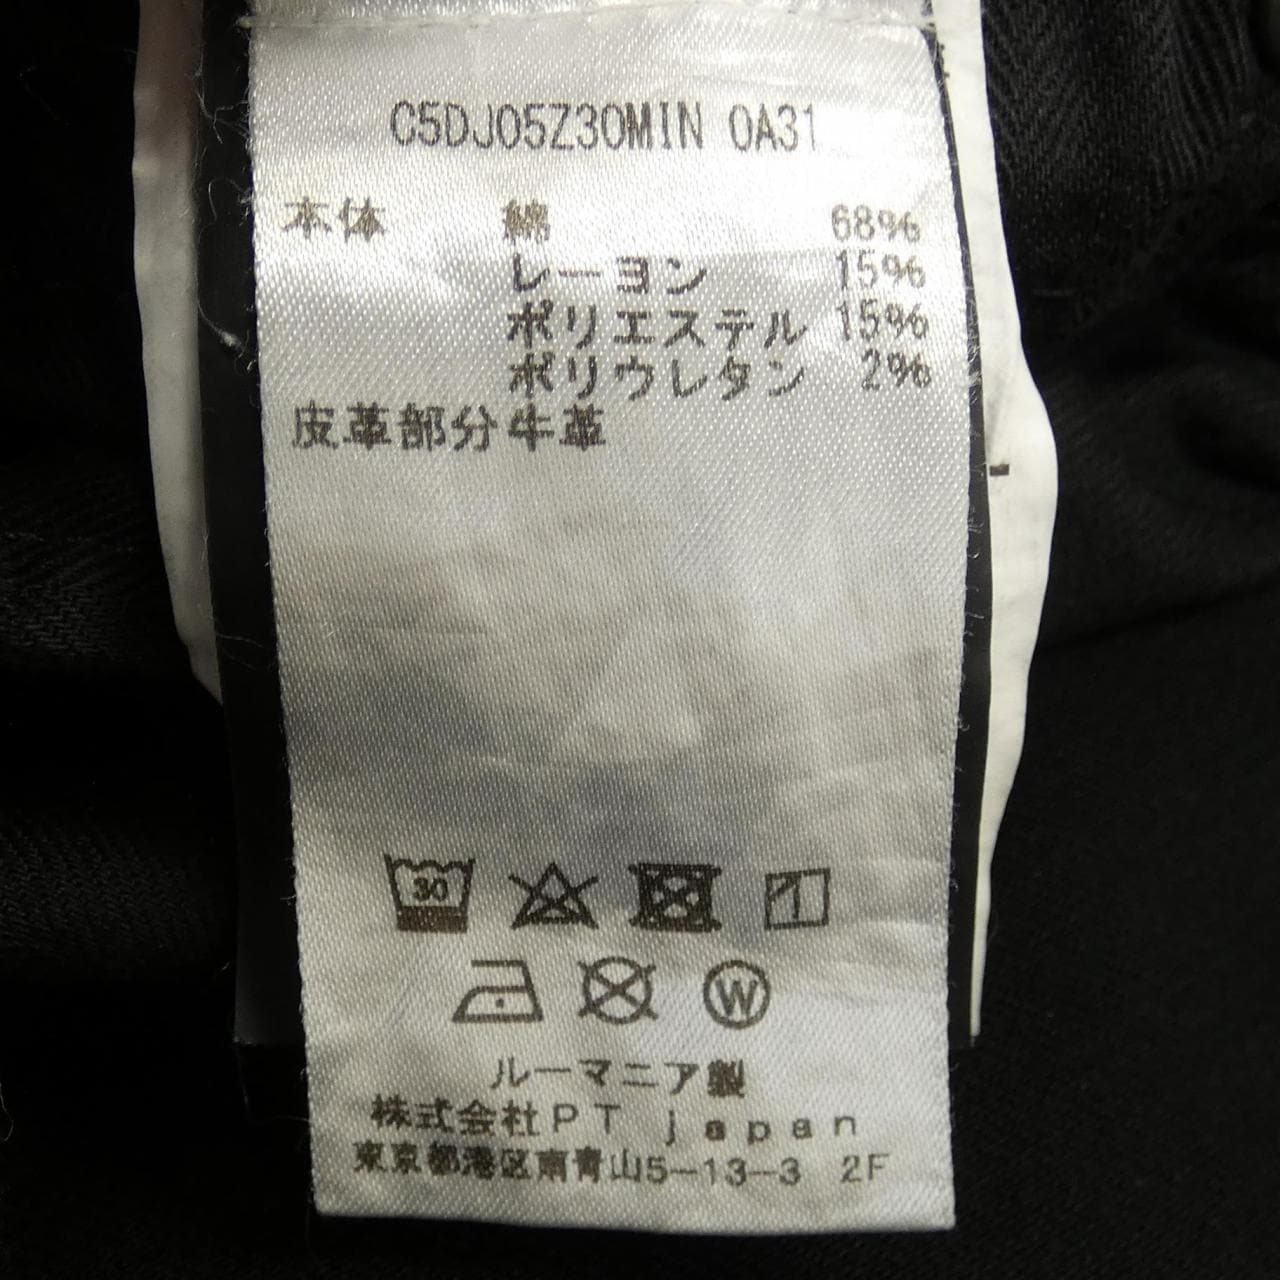 C5DJ05Z30MIN 0A31
本体 綿 68%
レーヨン 15%
ポリエステル 15%
ポリウレタン 2%
皮革部分牛革
30
W
ルーマニア製
株式会社PT japan
東京都港区南青山5-13-3 2F